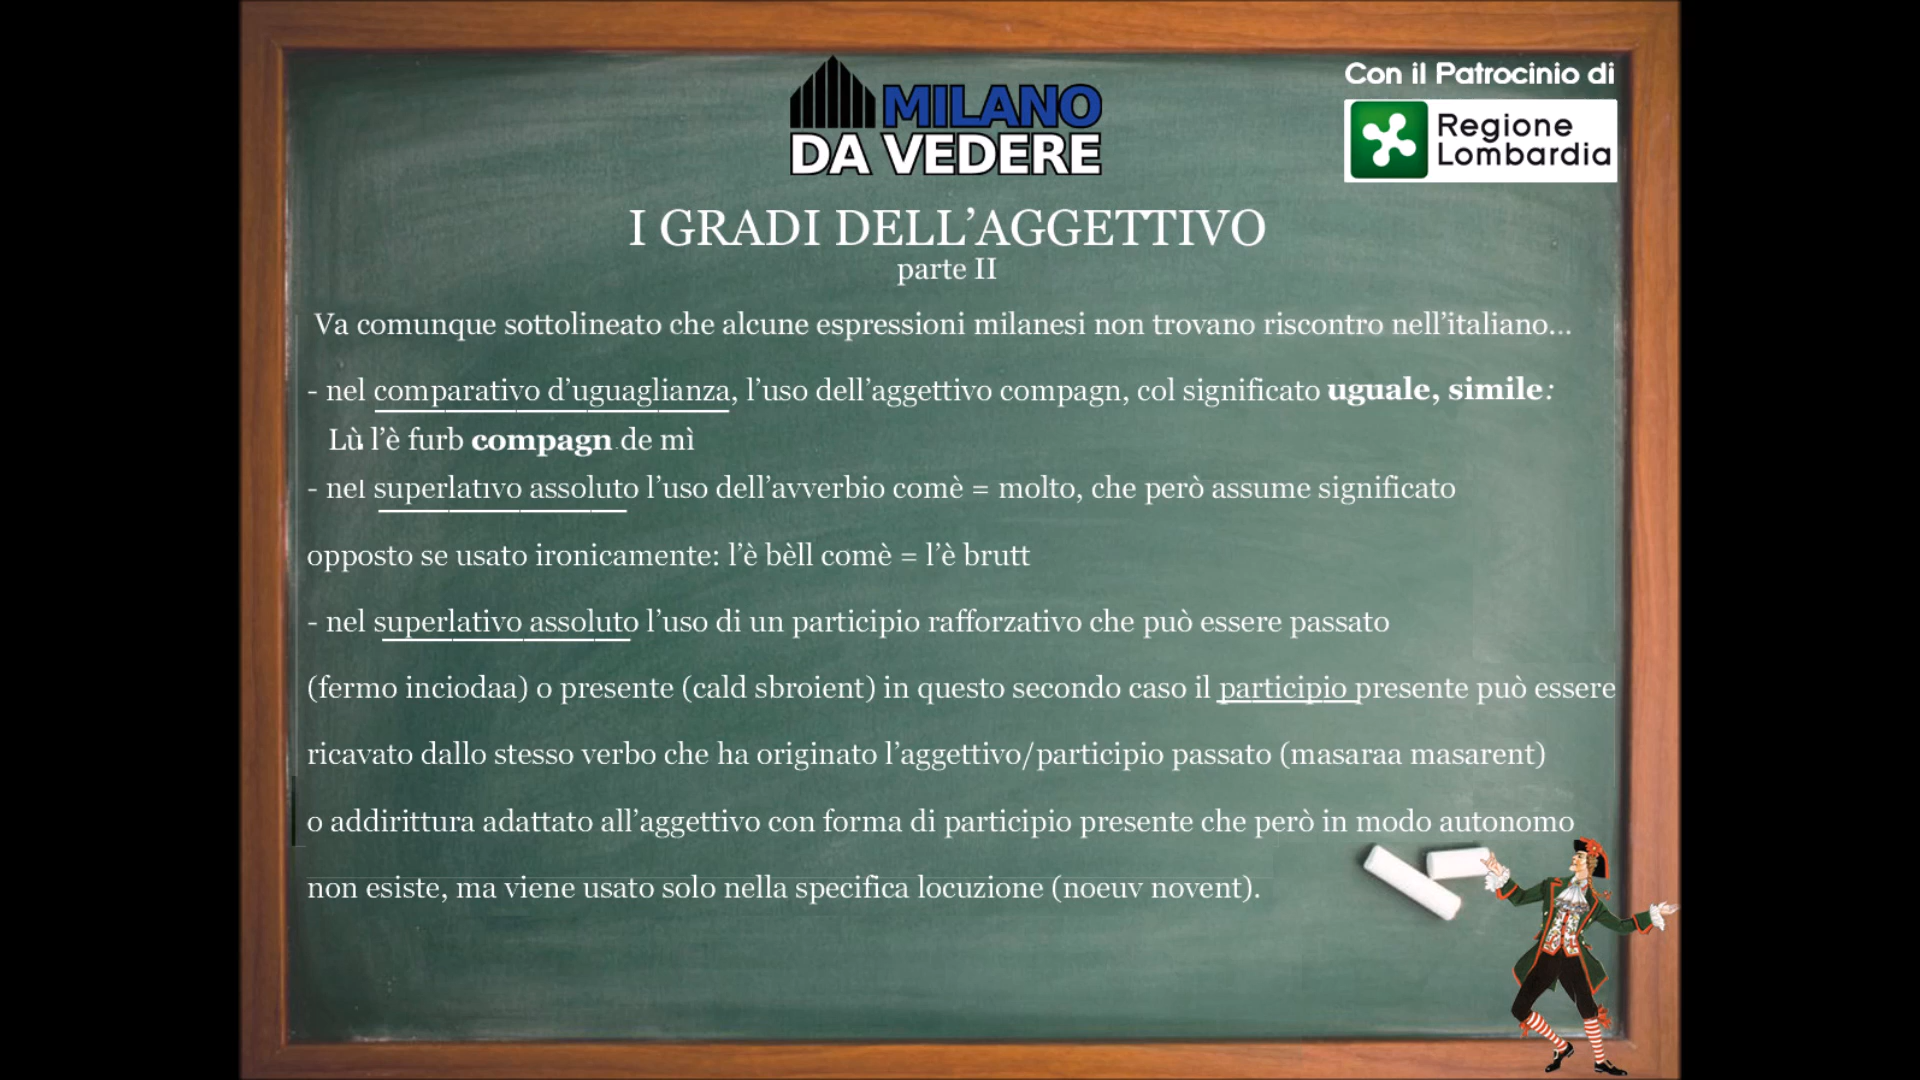 MILANO
DA VEDERE
Con il Patrocinio di
Regione
Lombardia
I GRADI DELL’AGGETTIVO
parte II
Va comunque sottolineato che alcune espressioni milanesi non trovano riscontro nell’italiano...
- nel comparativo d’uguaglianza, l’uso dell’aggettivo compagn, col significato uguale, simile:
Lù l’è furb compagn de mì
- nel superlativo assoluto l’uso dell’avverbio comè = molto, che però assume significato
opposto se usato ironicamente: l’è bèll comè = l’è brutt
- nel superlativo assoluto l’uso di un participio rafforzativo che può essere passato
(fermo inciodaa) o presente (cald sbroient) in questo secondo caso il participio presente può essere
ricavato dallo stesso verbo che ha originato l’aggettivo/participio passato (masaraa masarent)
o addirittura adattato all’aggettivo con forma di participio presente che però in modo autonomo
non esiste, ma viene usato solo nella specifica locuzione (noeuv novent).